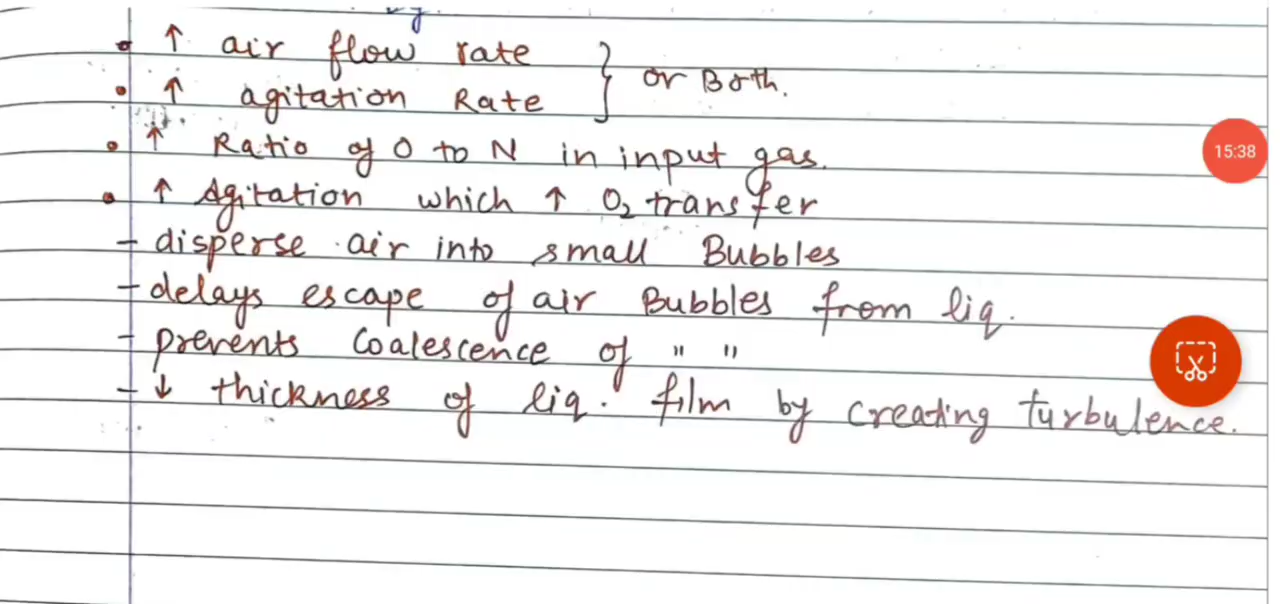 by
• ↑ air flow rate } or Both.
• ↑ agitation Rate
• ↑ Ratio of O to N in input gas.
• ↑ Agitation which ↑ O₂ transfer
- disperse air into small Bubbles
- delays escape of air Bubbles from liq.
- prevents Coalescence of " "
- ↓ thickness of liq. film by creating turbulence.
15:38